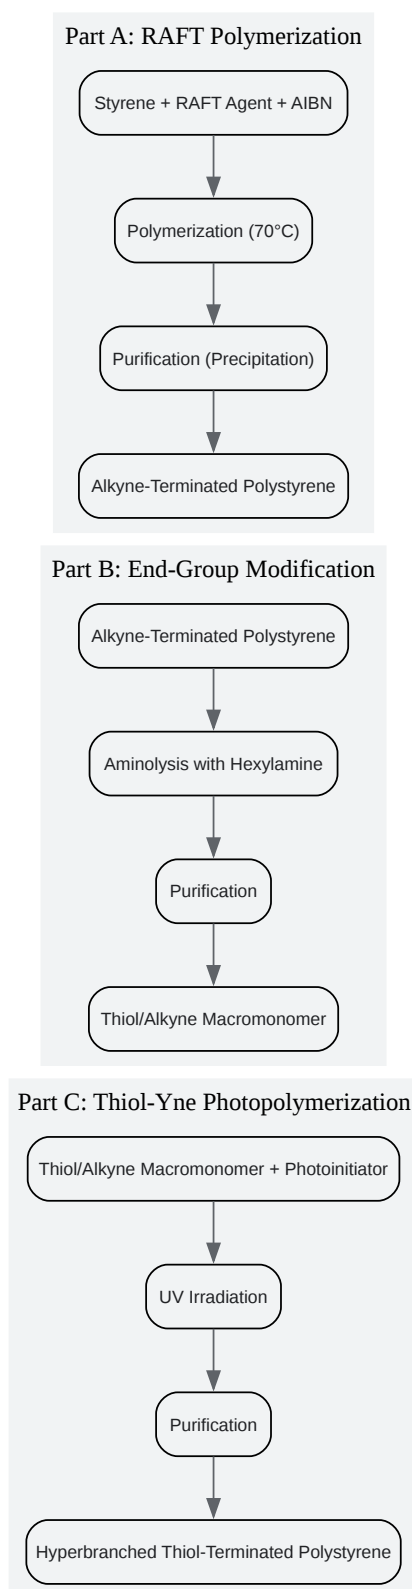 Part A: RAFT Polymerization
Styrene + RAFT Agent + AIBN
Polymerization (70°C)
Purification (Precipitation)
Alkyne-Terminated Polystyrene
Part B: End-Group Modification
Alkyne-Terminated Polystyrene
Aminolysis with Hexylamine
Purification
Thiol/Alkyne Macromonomer
Part C: Thiol-Yne Photopolymerization
Thiol/Alkyne Macromonomer + Photoinitiator
UV Irradiation
Purification
Hyperbranched Thiol-Terminated Polystyrene